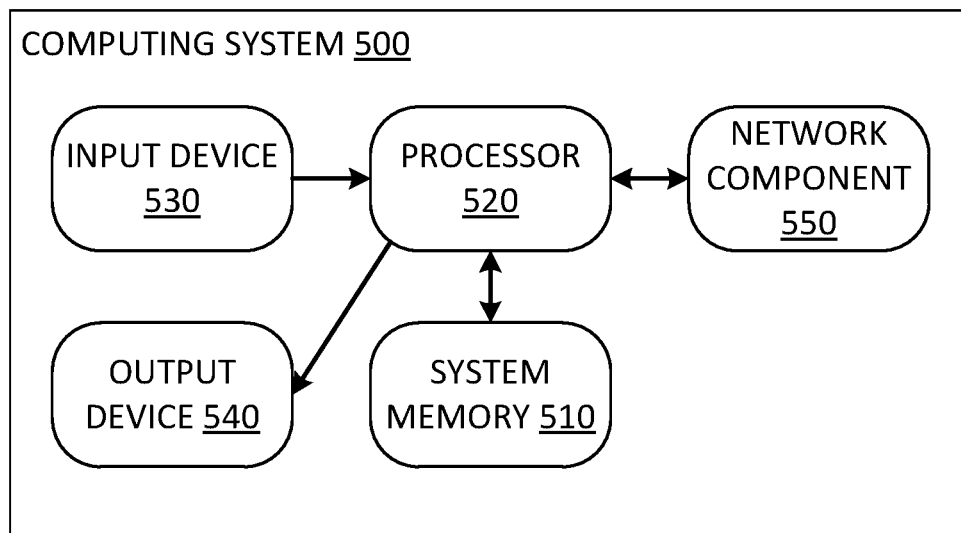 COMPUTING SYSTEM 500
INPUT DEVICE
530
PROCESSOR
520
NETWORK
COMPONENT
550
OUTPUT
DEVICE 540
SYSTEM
MEMORY 510